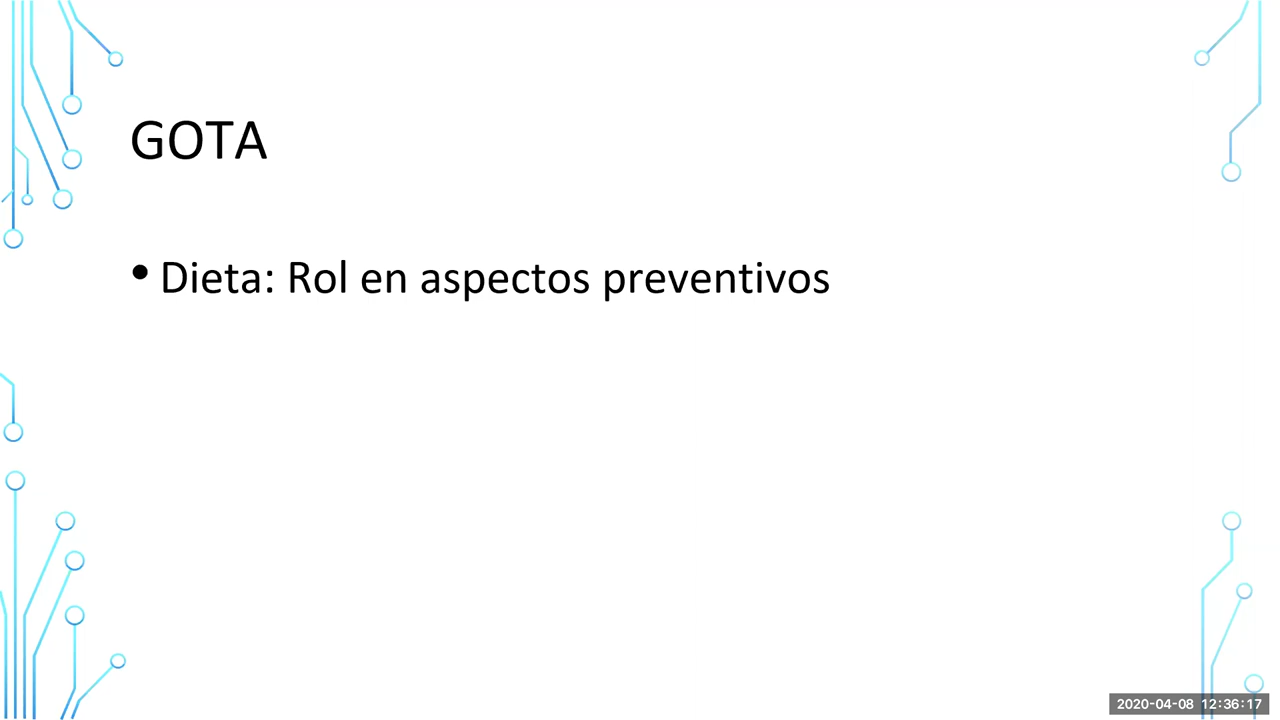 GOTA
• Dieta: Rol en aspectos preventivos
2020-04-08 12:36:17